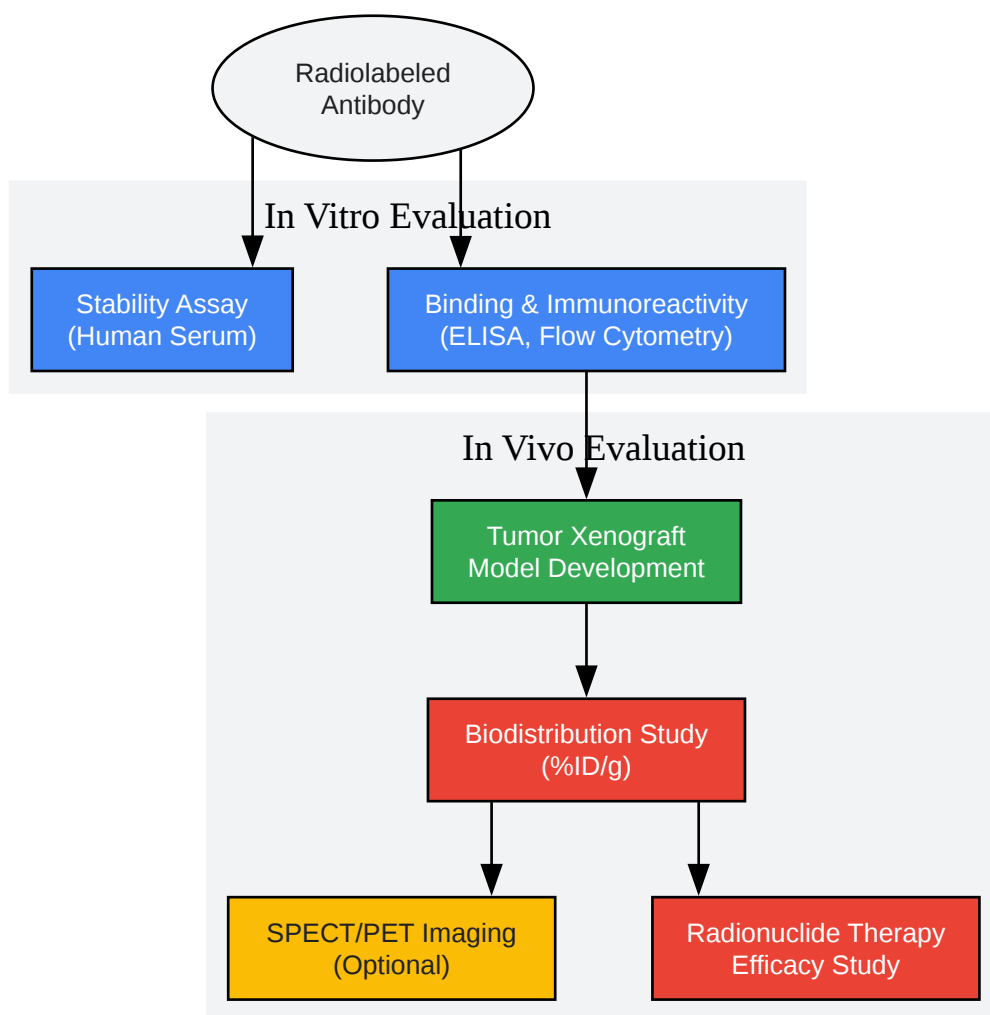 Radiolabeled
Antibody
In Vitro Evaluation
Stability Assay
(Human Serum)
Binding & Immunoreactivity
(ELISA, Flow Cytometry)
In Vivo Evaluation
Tumor Xenograft
Model Development
Biodistribution Study
(%ID/g)
SPECT/PET Imaging
(Optional)
Radionuclide Therapy
Efficacy Study